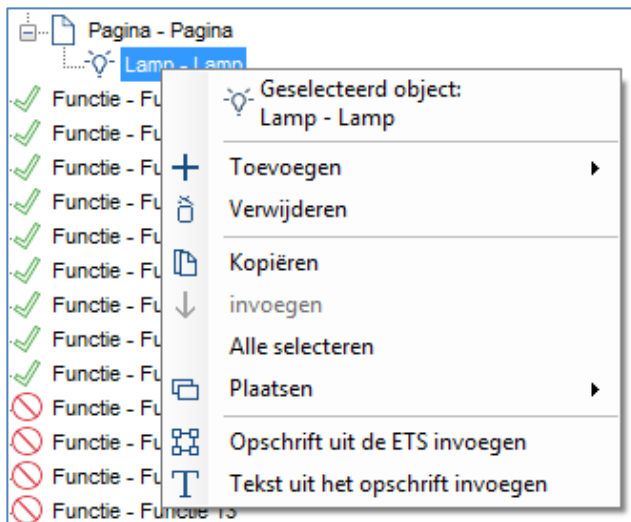 Pagina - Pagina
Lamp - Lamp
Geselecteerd object:
Lamp - Lamp
Functie - Fu
Functie - Fu
Toevoegen
Functie - Fu
Verwijderen
Functie - Fu
Functie - Fu
Kopiëren
Functie - Fu
invoegen
Functie - Fu
Alle selecteren
Functie - Fu
Plaatsen
Functie - Fu
Functie - Fu
Opschrift uit de ETS invoegen
Functie - Fu
Tekst uit het opschrift invoegen
Functie - Fu
Functie - Functie 13